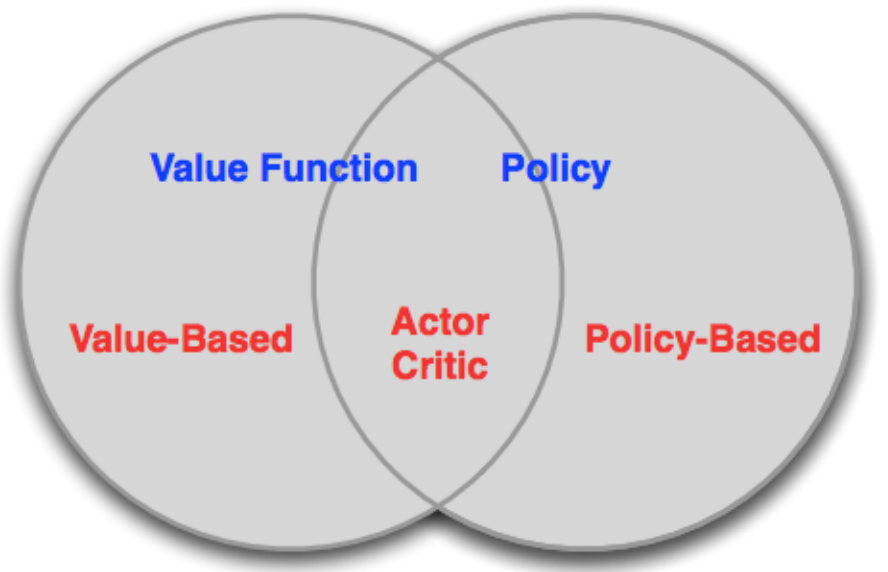 Value Function
Policy
Value-Based
Actor
Critic
Policy-Based